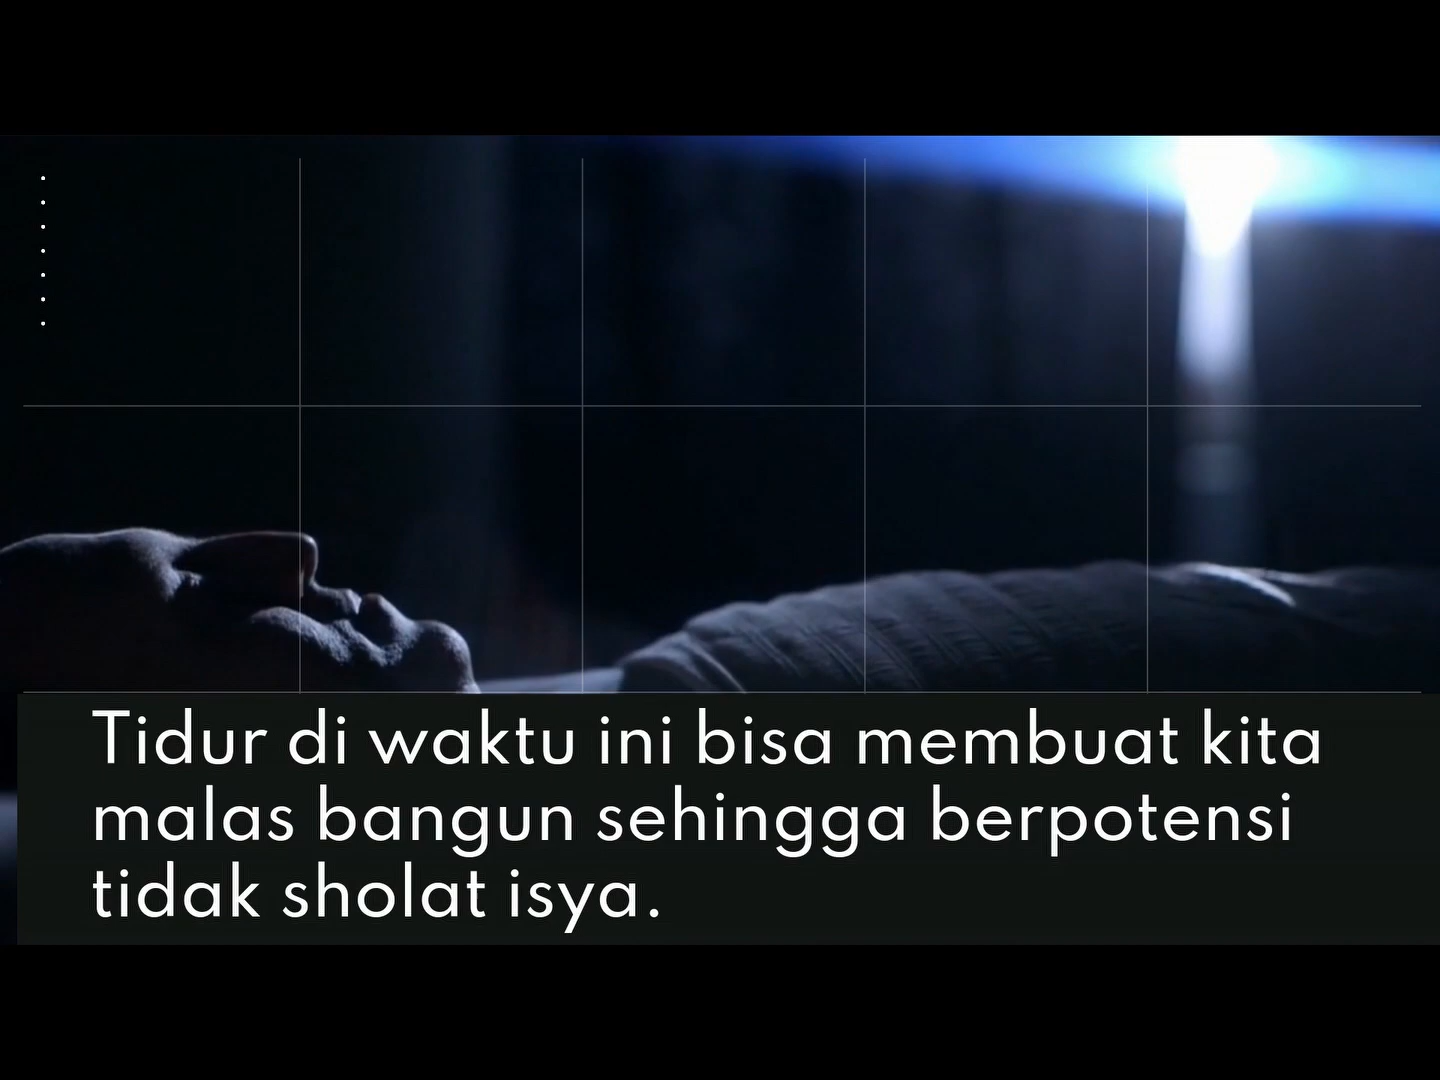 Tidur di waktu ini bisa membuat kita
malas bangun sehingga berpotensi
tidak sholat isya.